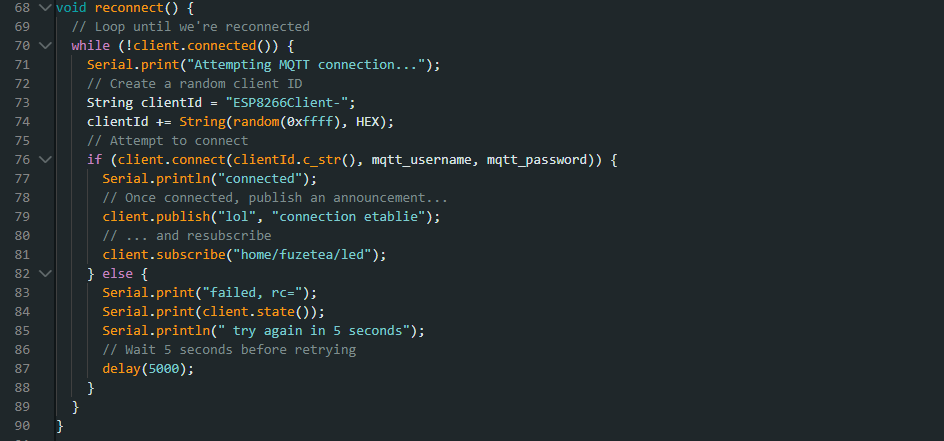 68 void reconnect() {
69   // Loop until we're reconnected
70   while (!client.connected()) {
71     Serial.print("Attempting MQTT connection...");
72     // Create a random client ID
73     String clientId = "ESP8266Client-";
74     clientId += String(random(0xffff), HEX);
75     // Attempt to connect
76     if (client.connect(clientId.c_str(), mqtt_username, mqtt_password)) {
77       Serial.println("connected");
78       // Once connected, publish an announcement...
79       client.publish("lol", "connection etablie");
80       // ... and resubscribe
81       client.subscribe("home/fuzetea/led");
82     } else {
83       Serial.print("failed, rc=");
84       Serial.print(client.state());
85       Serial.println(" try again in 5 seconds");
86       // Wait 5 seconds before retrying
87       delay(5000);
88     }
89   }
90 }